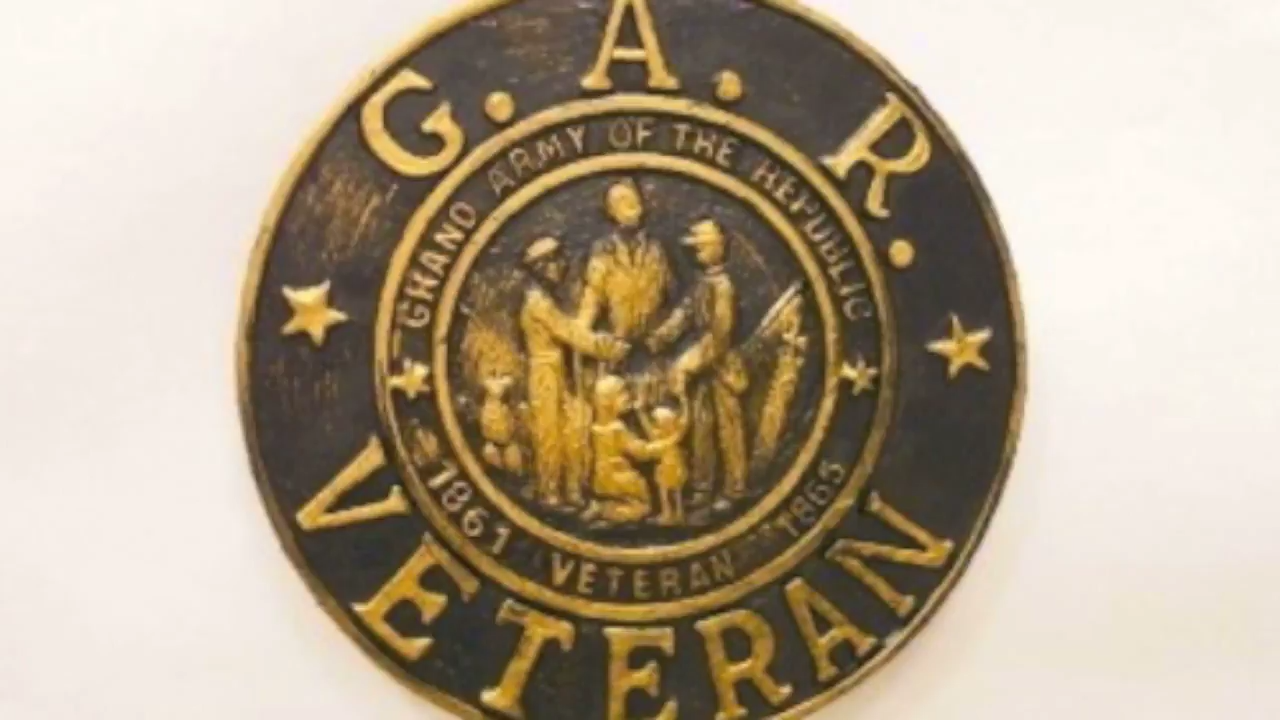 G. A. R.
GRAND ARMY OF THE REPUBLIC
1861 VETERAN 1865
VETERAN